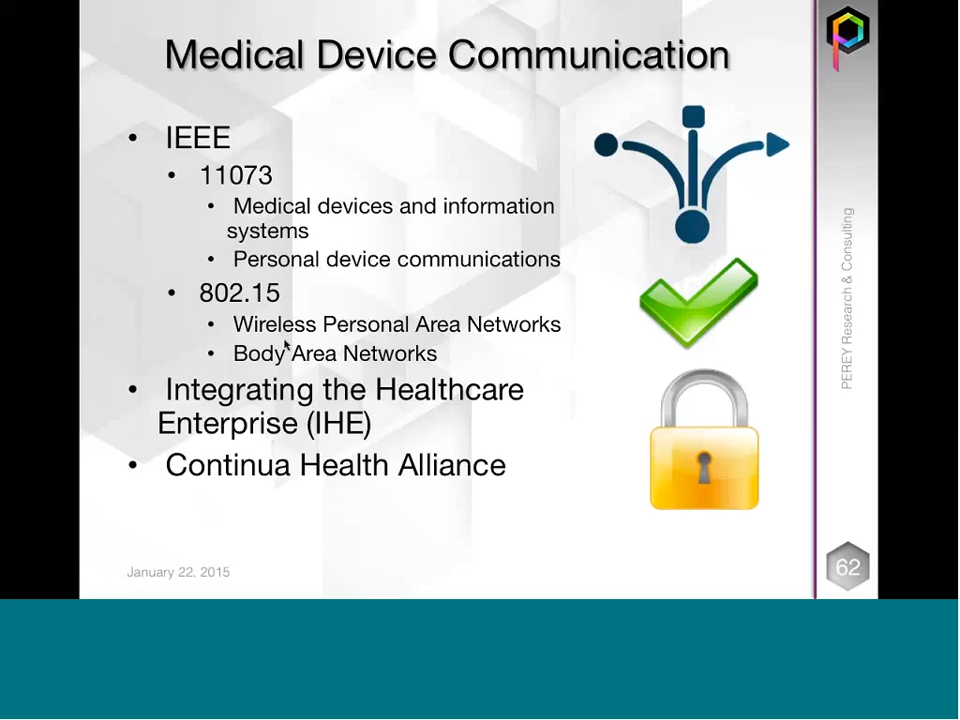 Medical Device Communication
• IEEE
• 11073
• Medical devices and information
systems
• Personal device communications
• 802.15
• Wireless Personal Area Networks
• Body Area Networks
• Integrating the Healthcare
Enterprise (IHE)
• Continua Health Alliance
January 22, 2015
PEREY Research & Consulting
62